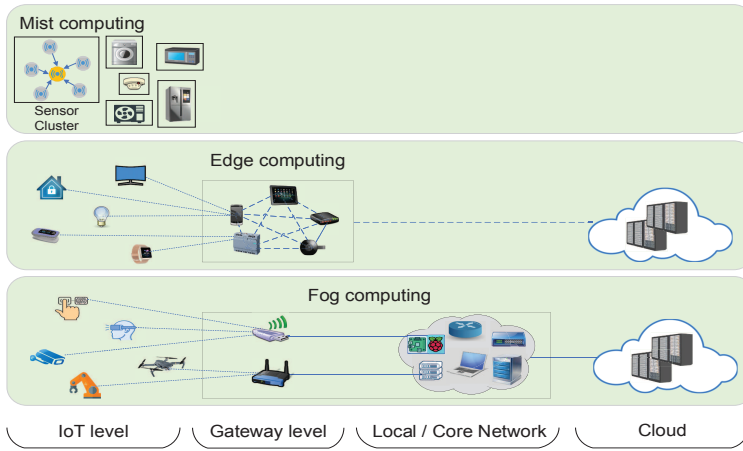 Mist computing
Sensor
Cluster
Edge computing
Fog computing
IoT level
Gateway level
Local / Core Network
Cloud